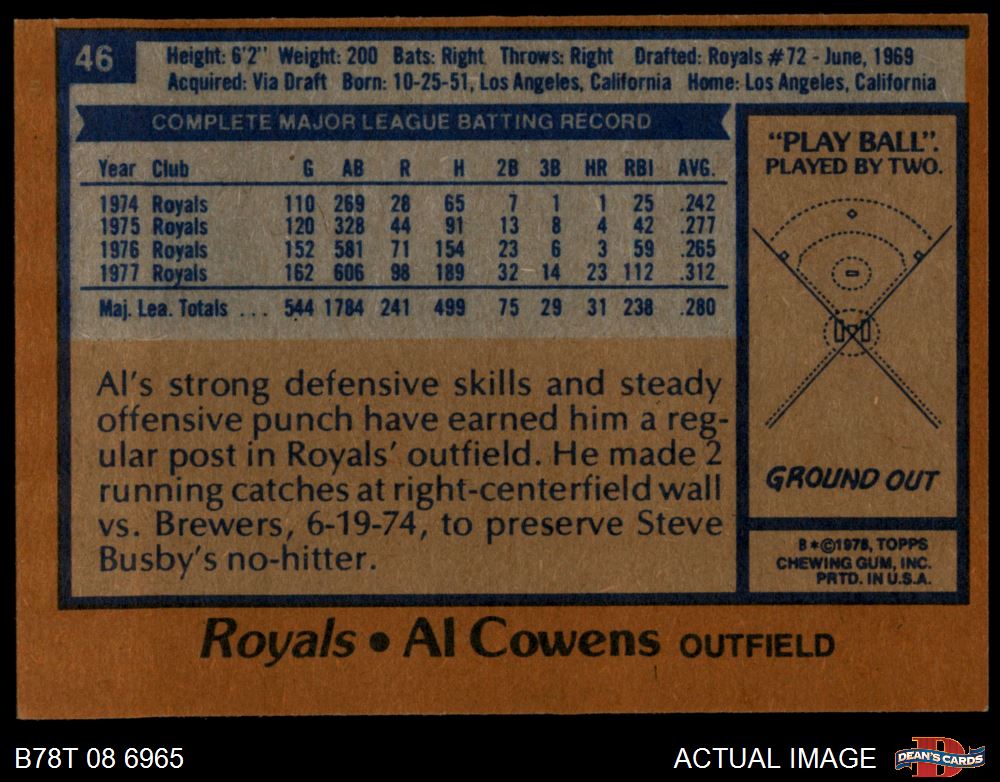 46
Height: 6'2" Weight: 200 Bats: Right Throws: Right Drafted: Royals #72 - June, 1969
Acquired: Via Draft Born: 10-25-51, Los Angeles, California Home: Los Angeles, California
COMPLETE MAJOR LEAGUE BATTING RECORD
Year Club G AB R H 2B 3B HR RBI AVG.
1974 Royals 110 269 28 65 7 1 1 25 .242
1975 Royals 120 328 44 91 13 8 4 42 .277
1976 Royals 152 581 71 154 23 6 3 59 .265
1977 Royals 162 606 98 189 32 14 23 112 .312
Maj. Lea. Totals ... 544 1784 241 499 75 29 31 238 .280
Al's strong defensive skills and steady
offensive punch have earned him a reg-
ular post in Royals' outfield. He made 2
running catches at right-centerfield wall
vs. Brewers, 6-19-74, to preserve Steve
Busby's no-hitter.
"PLAY BALL".
PLAYED BY TWO.
GROUND OUT
B*©1978, TOPPS
CHEWING GUM, INC.
PRTD. IN U.S.A.
Royals • Al Cowens OUTFIELD
B78T 08 6965
ACTUAL IMAGE
D
DEAN'S CARDS